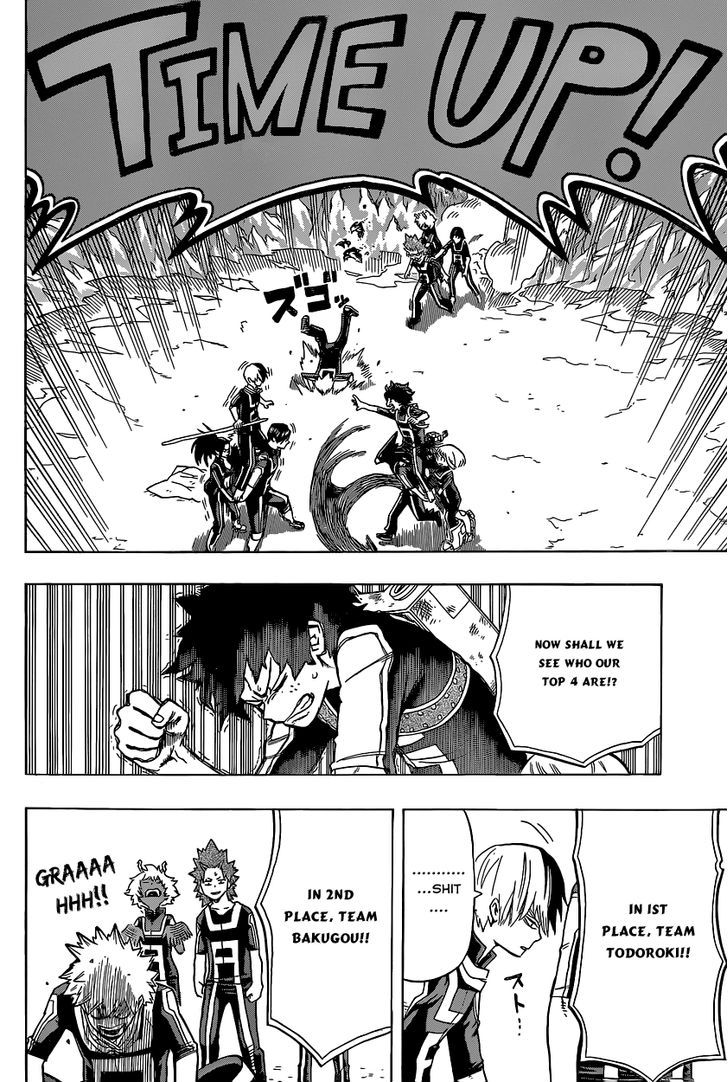 TIME UP!
ズゴッ
NOW SHALL WE
SEE WHO OUR
TOP 4 ARE!?
IN 1ST
PLACE, TEAM
TODOROKI!!
...........
...SHIT
....
スト...
IN 2ND
PLACE, TEAM
BAKUGOU!!
GRAAAA
HHH!!